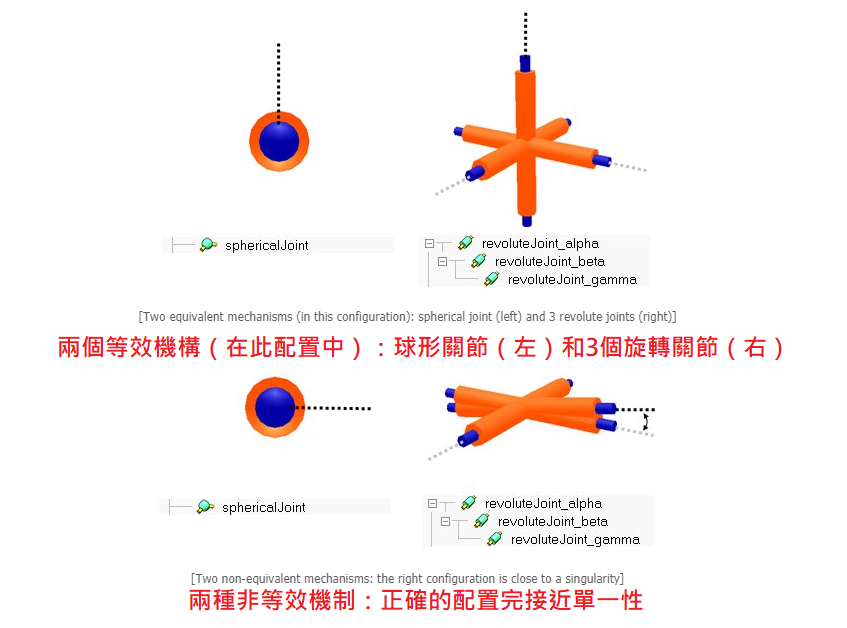 sphericalJoint
revoluteJoint_alpha
revoluteJoint_beta
revoluteJoint_gamma
[Two equivalent mechanisms (in this configuration): spherical joint (left) and 3 revolute joints (right)]
兩個等效機構（在此配置中）：球形關節（左）和3個旋轉關節（右）
sphericalJoint
revoluteJoint_alpha
revoluteJoint_beta
revoluteJoint_gamma
[Two non-equivalent mechanisms: the right configuration is close to a singularity]
兩種非等效機制：正確的配置完接近單一性